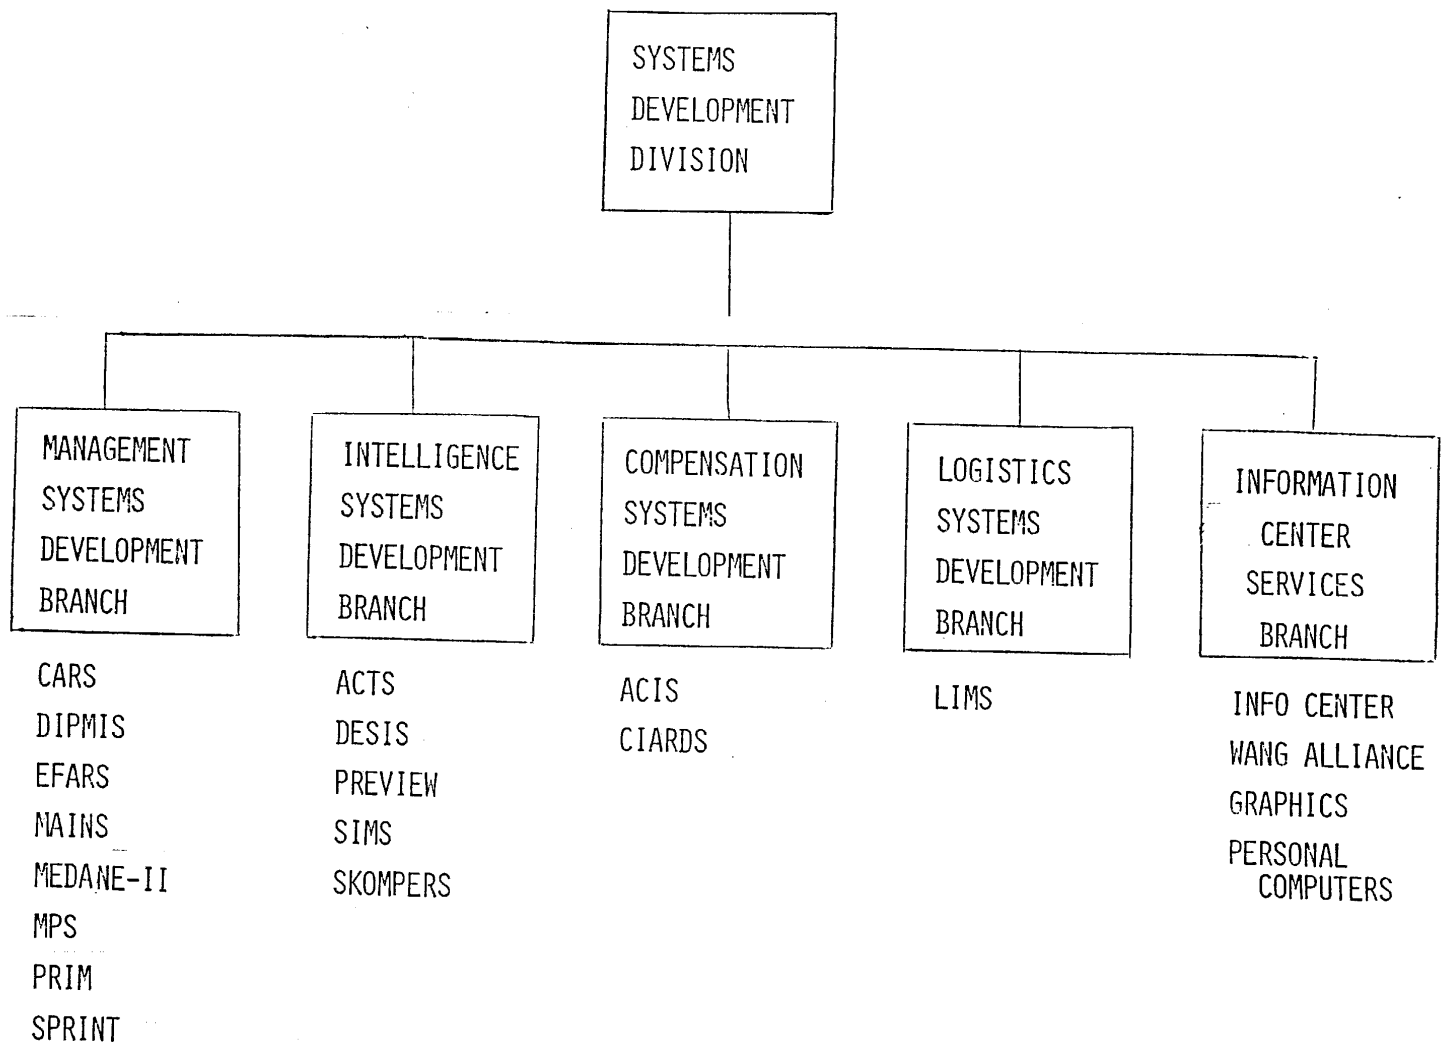 SYSTEMS
DEVELOPMENT
DIVISION
MANAGEMENT
SYSTEMS
DEVELOPMENT
BRANCH
CARS
DIPMIS
EFARS
MAINS
MEDANE-II
MPS
PRIM
SPRINT
INTELLIGENCE
SYSTEMS
DEVELOPMENT
BRANCH
ACTS
DESIS
PREVIEW
SIMS
SKOMPERS
COMPENSATION
SYSTEMS
DEVELOPMENT
BRANCH
ACIS
CIARDS
LOGISTICS
SYSTEMS
DEVELOPMENT
BRANCH
LIMS
INFORMATION
CENTER
SERVICES
BRANCH
INFO CENTER
WANG ALLIANCE
GRAPHICS
PERSONAL
COMPUTERS